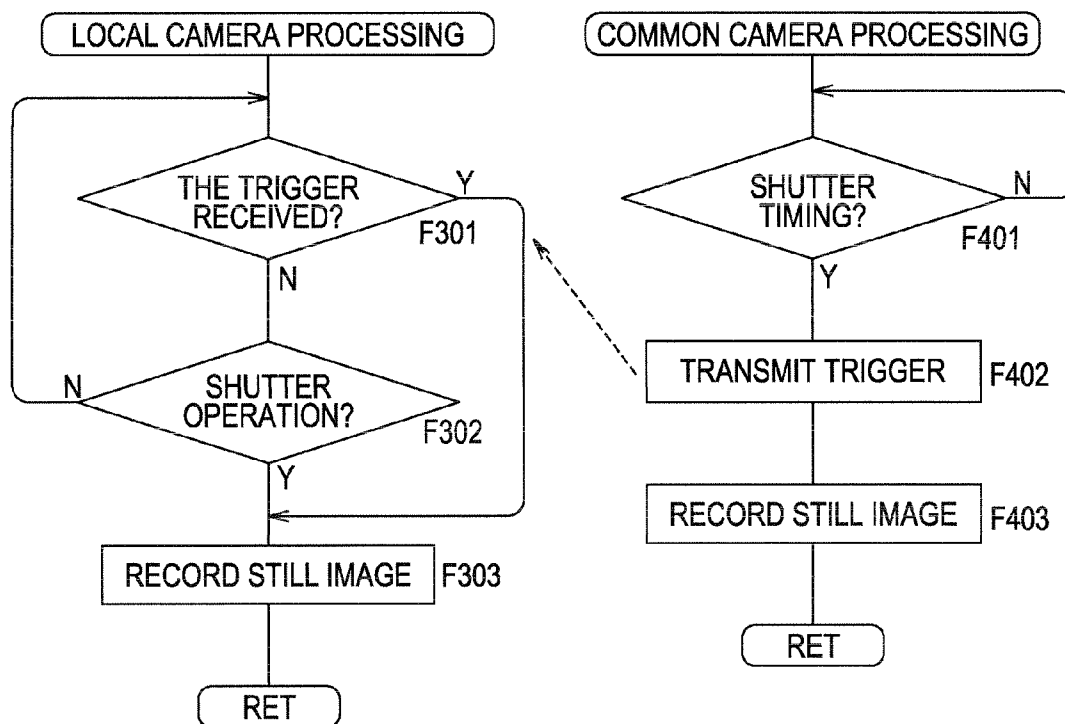 LOCAL CAMERA PROCESSING
THE TRIGGER
RECEIVED?
Y
F301
N
SHUTTER
OPERATION?
N
F302
Y
RECORD STILL IMAGE
F303
RET
COMMON CAMERA PROCESSING
SHUTTER
TIMING?
N
F401
Y
TRANSMIT TRIGGER
F402
RECORD STILL IMAGE
F403
RET